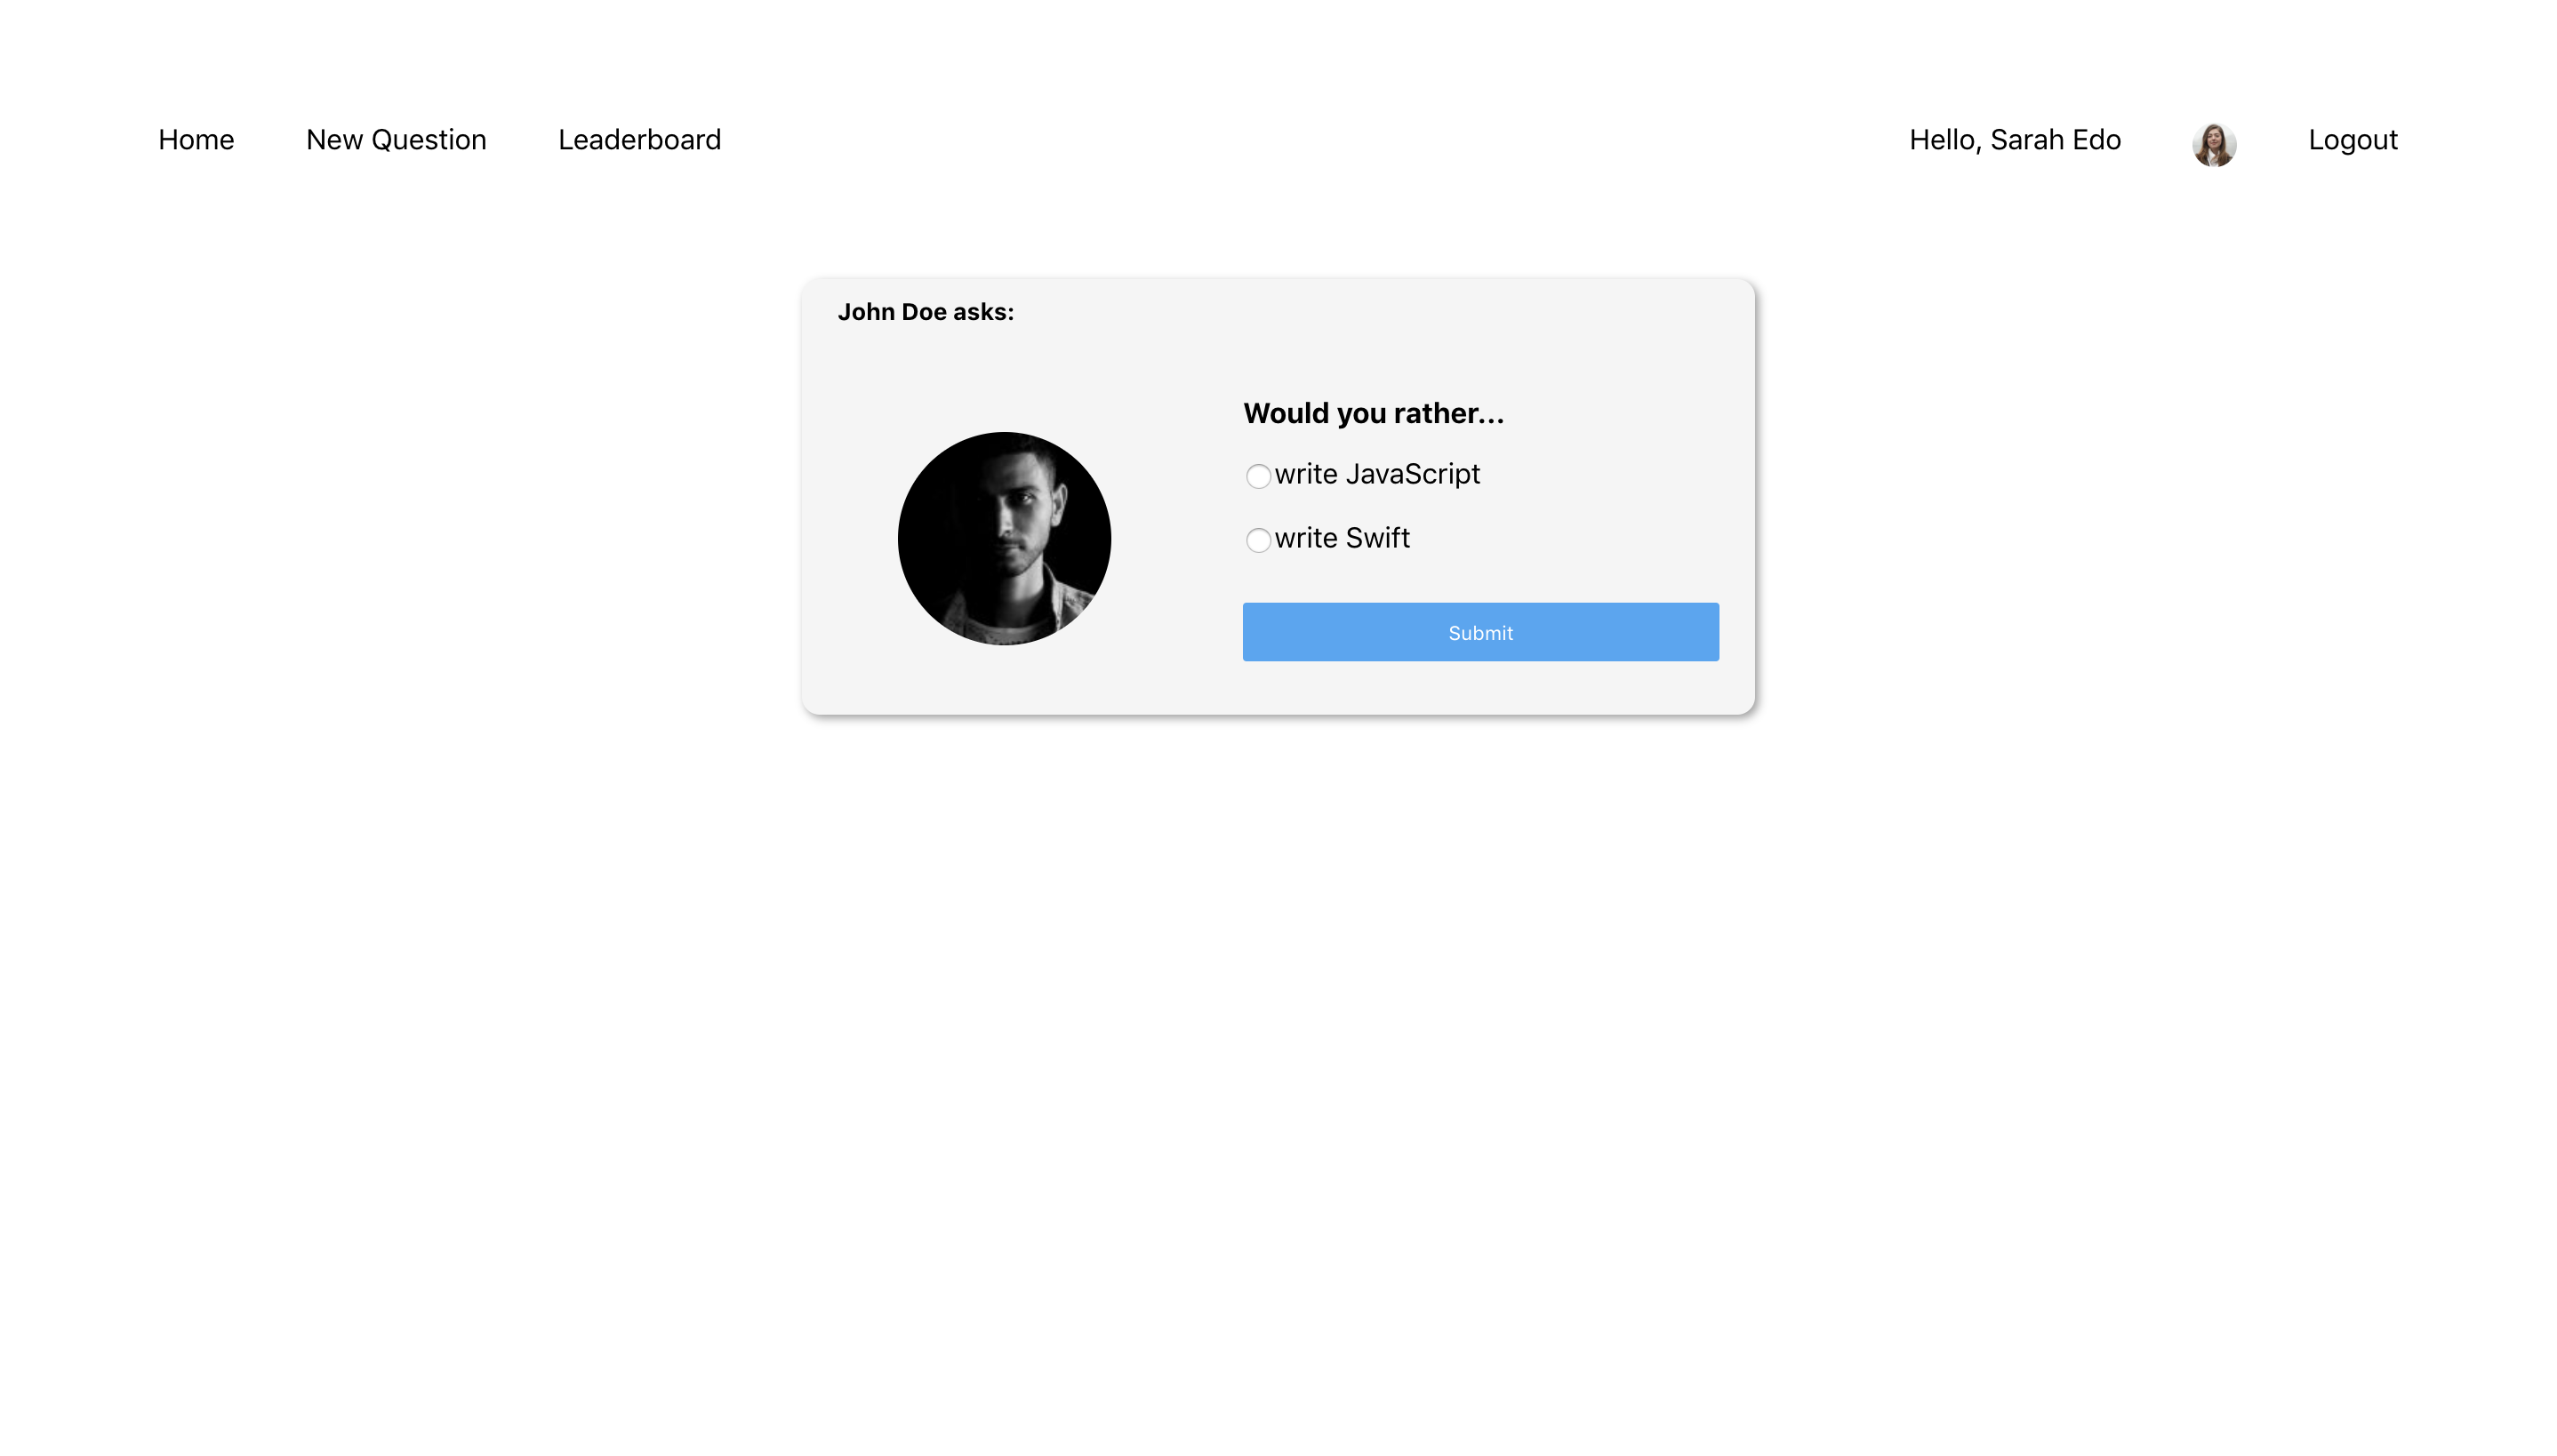 Home New Question Leaderboard Hello, Sarah Edo Logout
John Doe asks:
Would you rather...
write JavaScript
write Swift
Submit